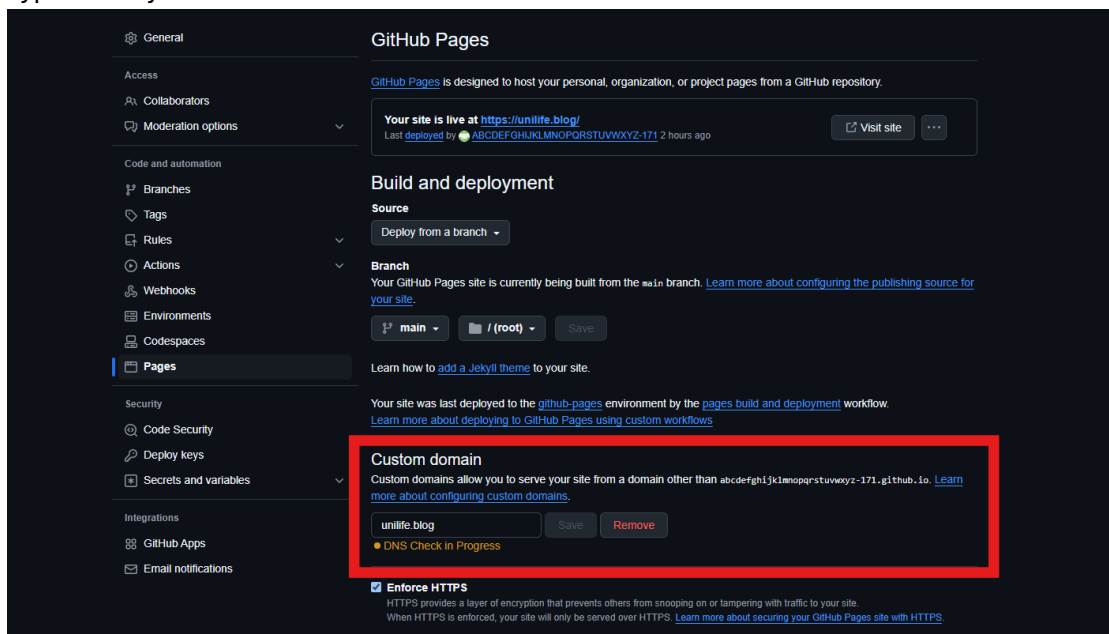 General
Access
Collaborators
Moderation options
Code and automation
Branches
Tags
Rules
Actions
Webhooks
Environments
Codespaces
Pages
Security
Code Security
Deploy keys
Secrets and variables
Integrations
GitHub Apps
Email notifications
GitHub Pages
GitHub Pages is designed to host your personal, organization, or project pages from a GitHub repository.
Your site is live at https://unilife.blog/
Last deployed by ABCDEFGHIJKLMNOPQRSTUVWXYZ-171 2 hours ago
Visit site
Build and deployment
Source
Deploy from a branch
Branch
Your GitHub Pages site is currently being built from the main branch. Learn more about configuring the publishing source for
your site.
main / (root) Save
Learn how to add a Jekyll theme to your site.
Your site was last deployed to the github-pages environment by the pages build and deployment workflow.
Learn more about deploying to GitHub Pages using custom workflows
Custom domain
Custom domains allow you to serve your site from a domain other than abcdefghijklmnopqrstuvwxyz-171.github.io. Learn
more about configuring custom domains.
unilife.blog Save Remove
DNS Check in Progress
Enforce HTTPS
HTTPS provides a layer of encryption that prevents others from snooping on or tampering with traffic to your site.
When HTTPS is enforced, your site will only be served over HTTPS. Learn more about securing your GitHub Pages site with HTTPS.